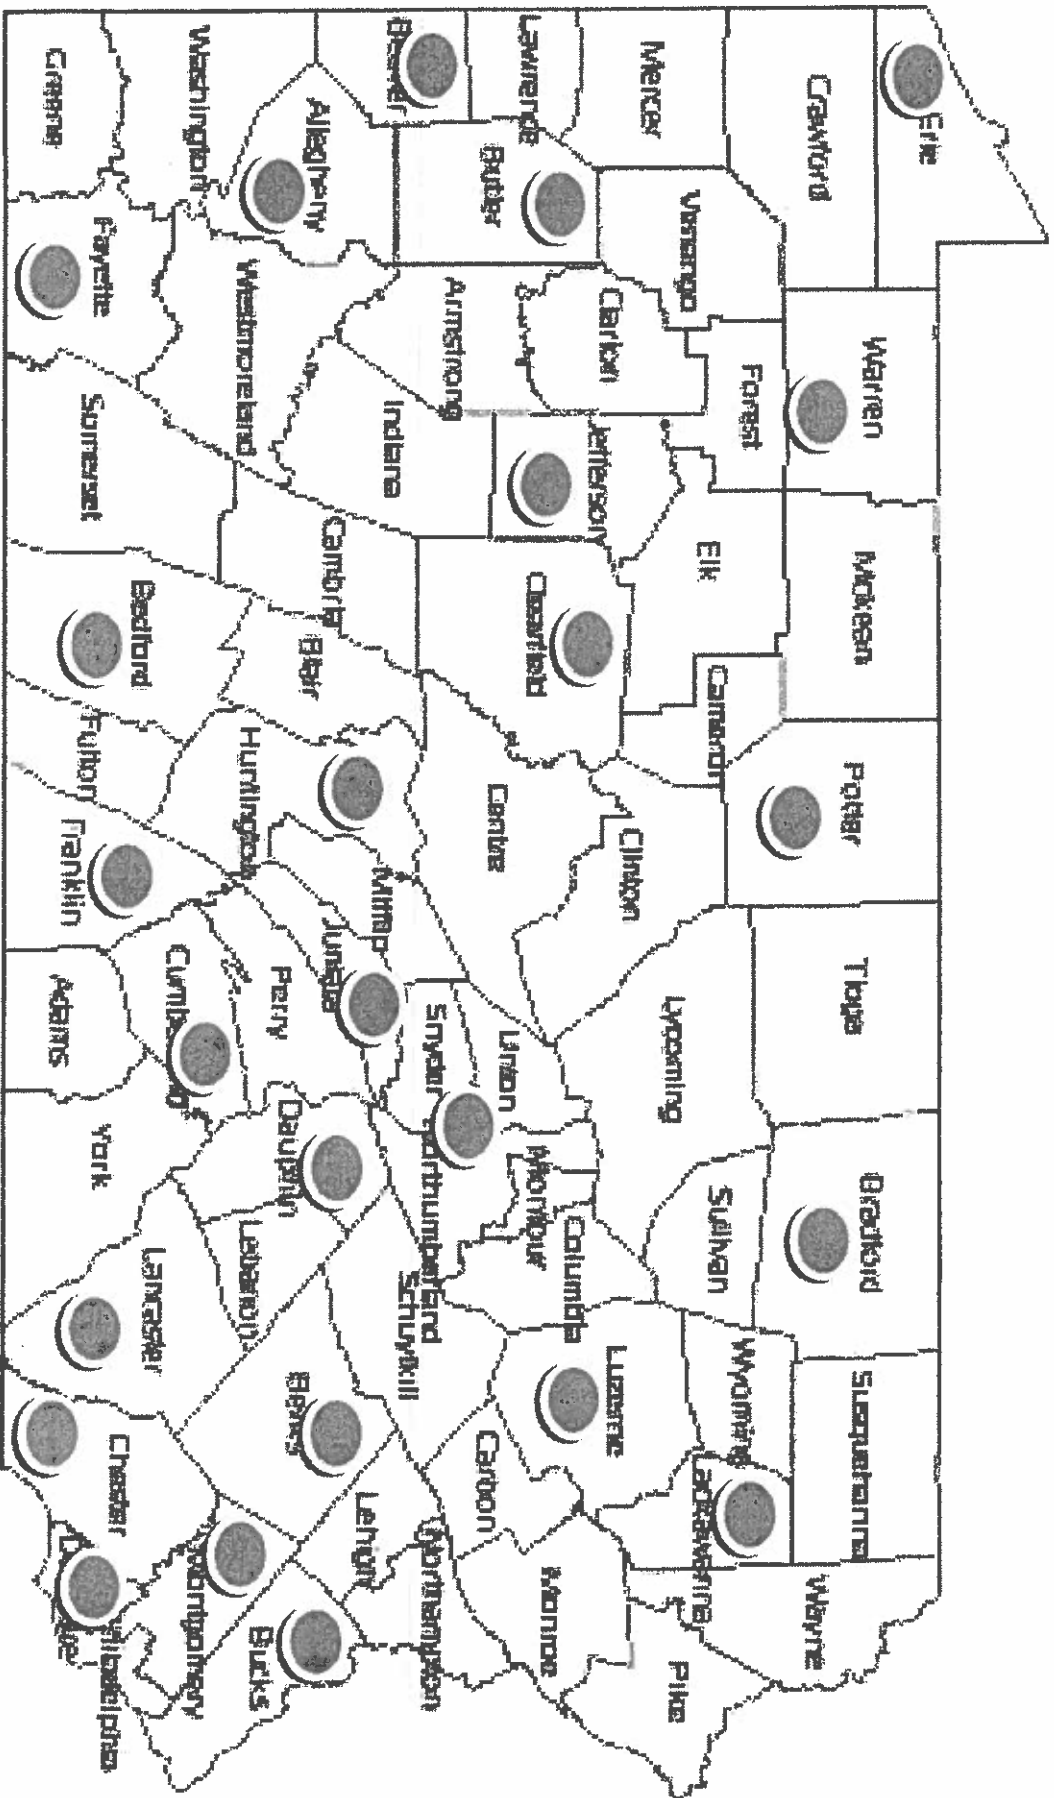 Erie
Crawford
Warren
McKean
Potter
Tioga
Bradford
Susquehanna
Wayne
Mercer
Venango
Forest
Elk
Cameron
Clinton
Lycoming
Sullivan
Wyoming
Lackawanna
Pike
Lawrence
Butler
Clarion
Jefferson
Clearfield
Centre
Union
Montour
Columbia
Luzerne
Monroe
Beaver
Armstrong
Indiana
Cambria
Blair
Mifflin
Juniata
Snyder
Northumberland
Schuylkill
Carbon
Northampton
Allegheny
Westmoreland
Huntingdon
Perry
Dauphin
Lebanon
Berks
Lehigh
Bucks
Washington
Montgomery
Greene
Fayette
Somerset
Bedford
Fulton
Franklin
Adams
York
Lancaster
Chester
Philadelphia